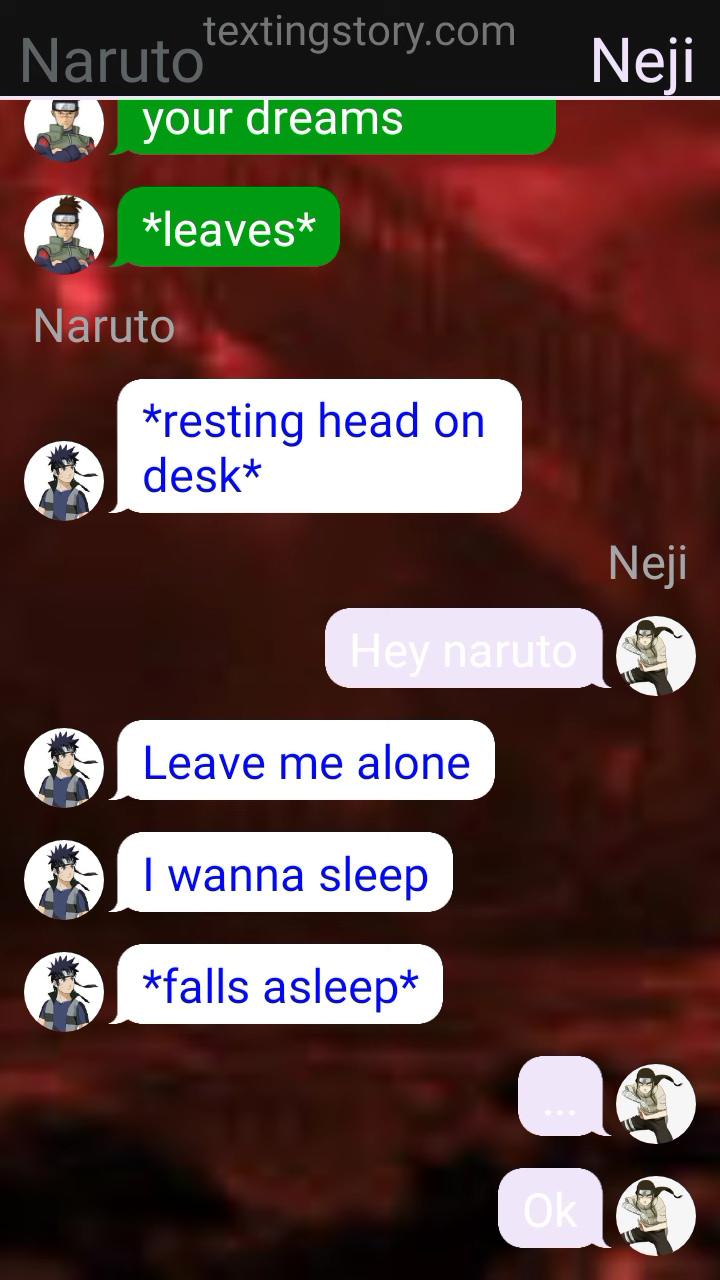 textingstory.com
Naruto
Neji
your dreams
*leaves*
Naruto
*resting head on
desk*
Neji
Hey naruto
Leave me alone
I wanna sleep
*falls asleep*
...
Ok